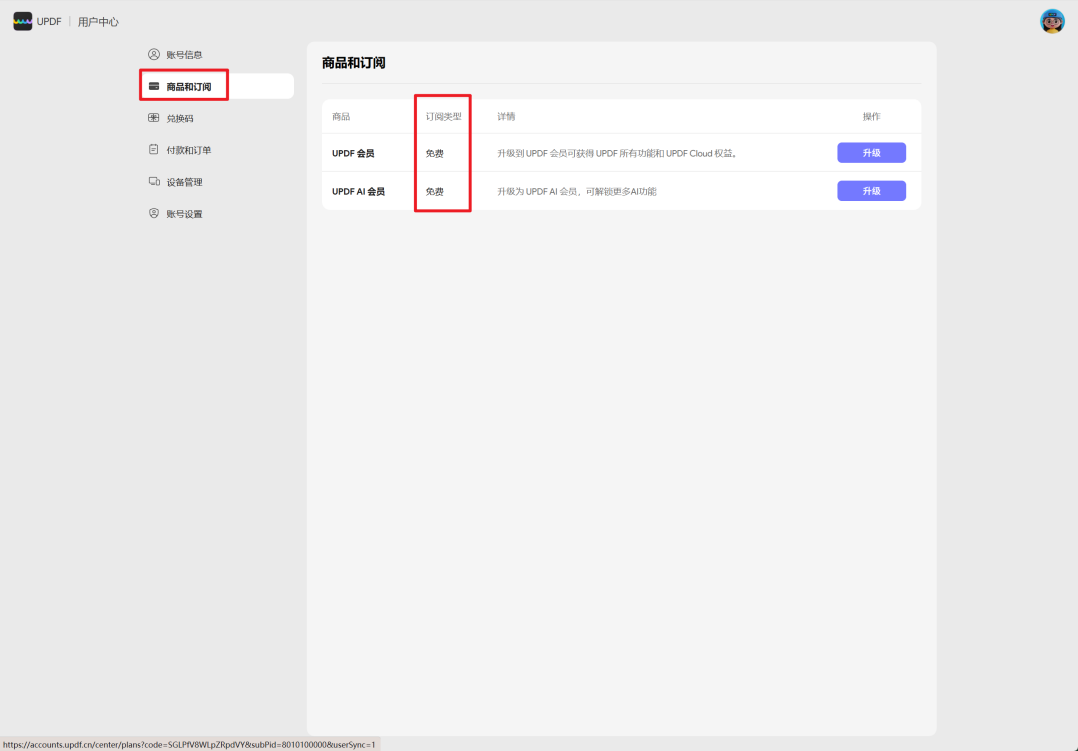 UPDF | 用户中心
账号信息
商品和订阅
兑换码
付款和订单
设备管理
账号设置
商品和订阅
商品 订阅类型 详情 操作
UPDF 会员 免费 升级到 UPDF 会员可获得 UPDF 所有功能和 UPDF Cloud 权益。 升级
UPDF AI 会员 免费 升级为 UPDF AI 会员，可解锁更多AI功能 升级
https://accounts.updf.cn/center/plans?code=SGLPfV8WLpZRpdVY&subPid=8010100000&userSync=1